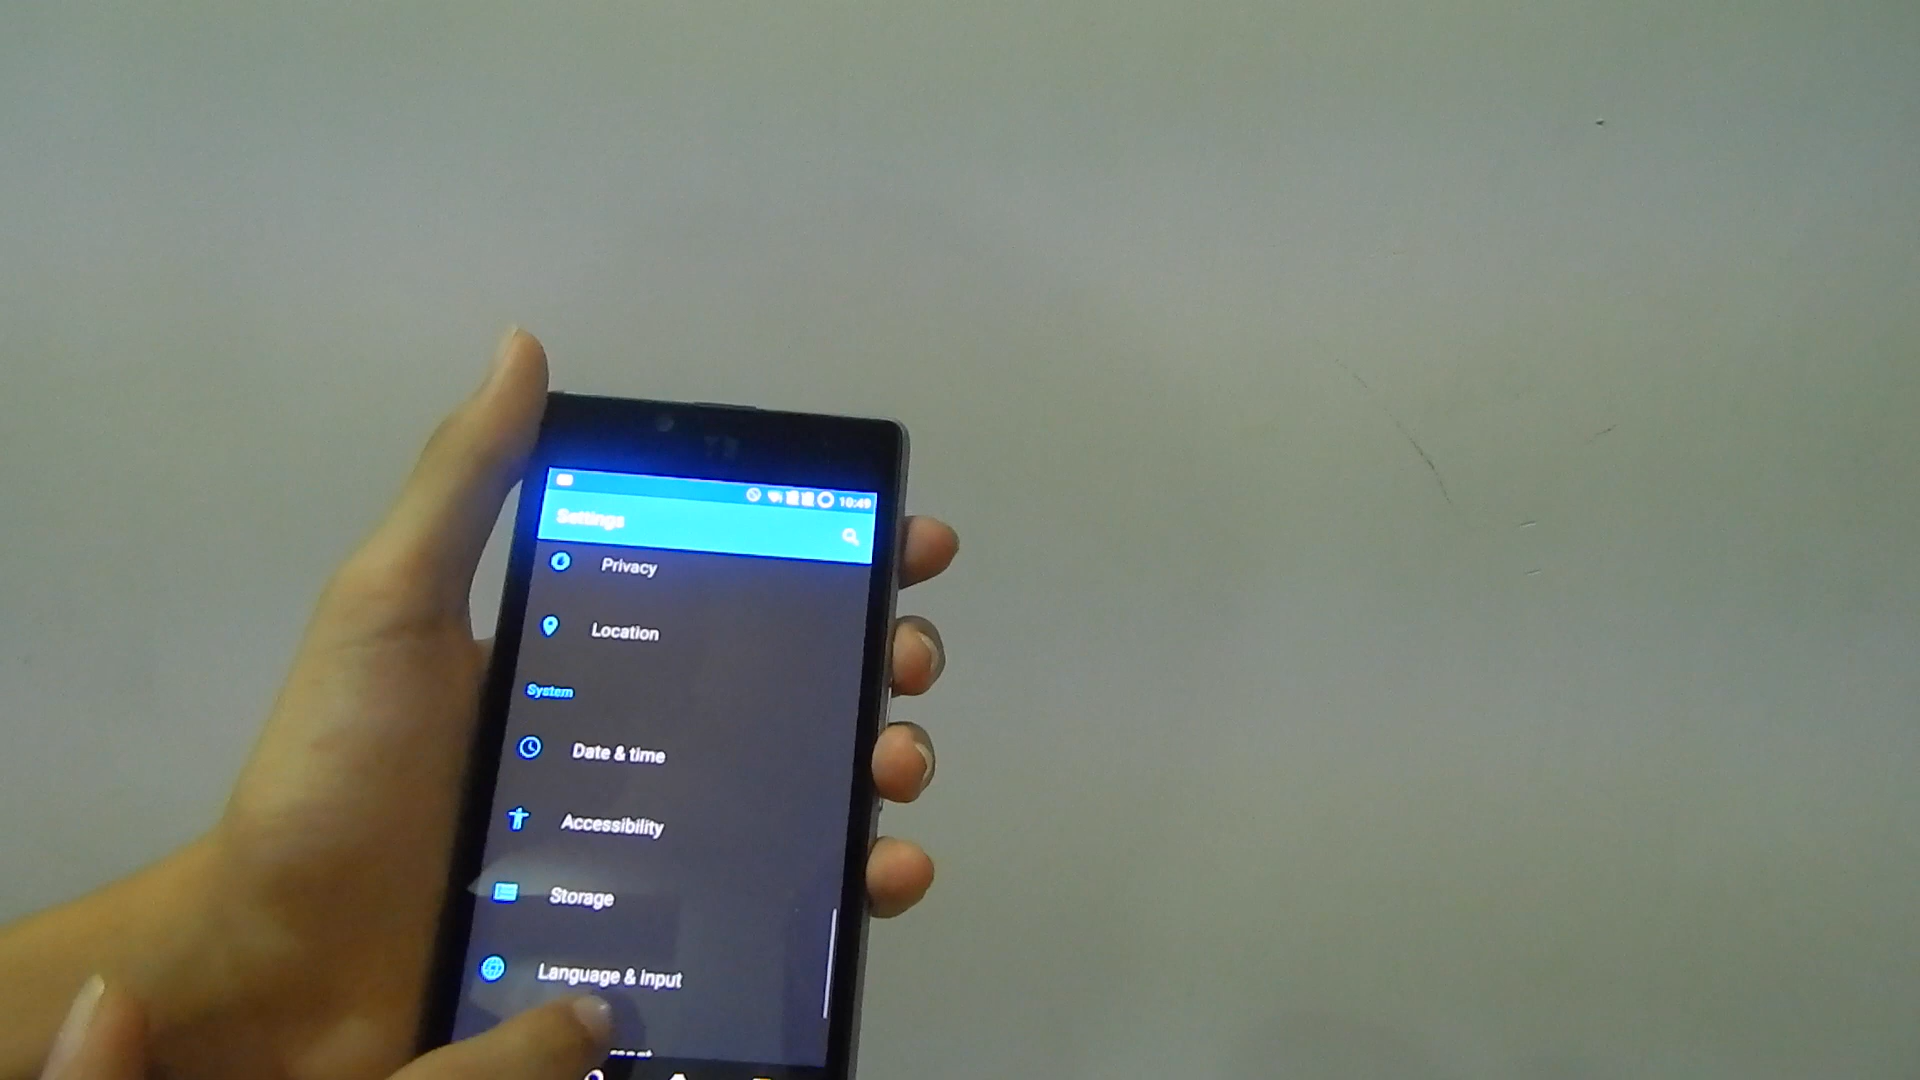 10:49
Settings
Privacy
Location
System
Date & time
Accessibility
Storage
Language & input